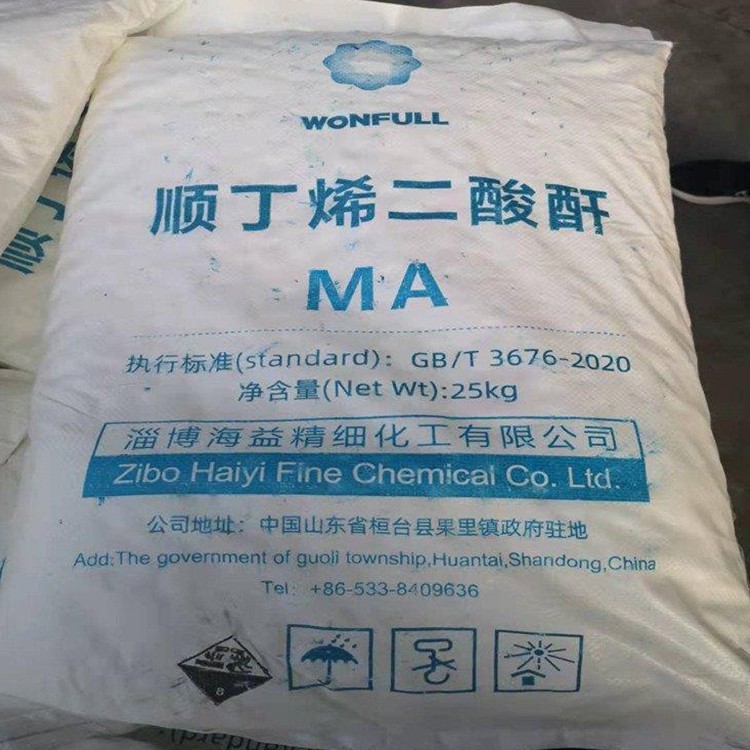 WONFULL
顺丁烯二酸酐
MA
执行标准(standard): GB/T 3676-2020
净含量(Net Wt):25kg
淄博海益精细化工有限公司
Zibo Haiyi Fine Chemical Co. Ltd.
公司地址: 中国山东省桓台县果里镇政府驻地
Add:The government of guoli township,Huantai,Shandong,China
Tel: +86-533-8409636
8
顺丁